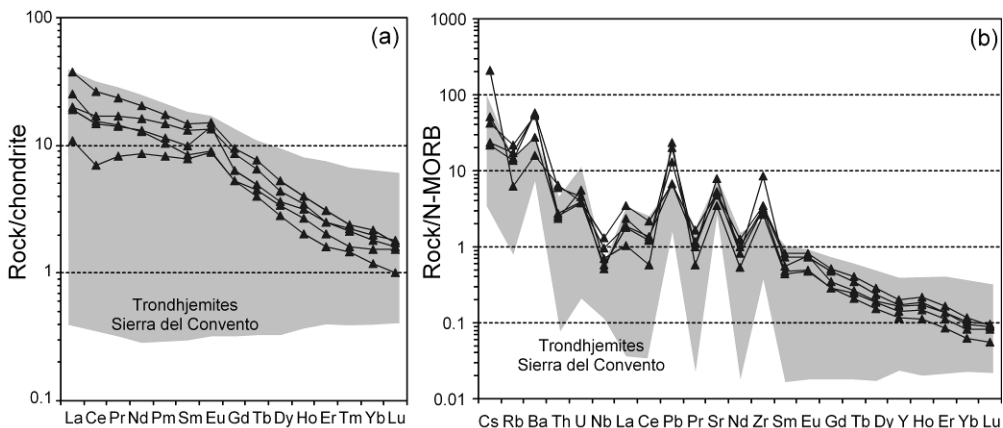 (a)
Rock/chondrite
100
10
1
0.1
Trondhjemites
Sierra del Convento
La Ce Pr Nd Pm Sm Eu Gd Tb Dy Ho Er Tm Yb Lu
(b)
Rock/N-MORB
1000
100
10
1
0.1
0.01
Trondhjemites
Sierra del Convento
Cs Rb Ba Th U Nb La Ce Pb Pr Sr Nd Zr Sm Eu Gd Tb Dy Y Ho Er Yb Lu